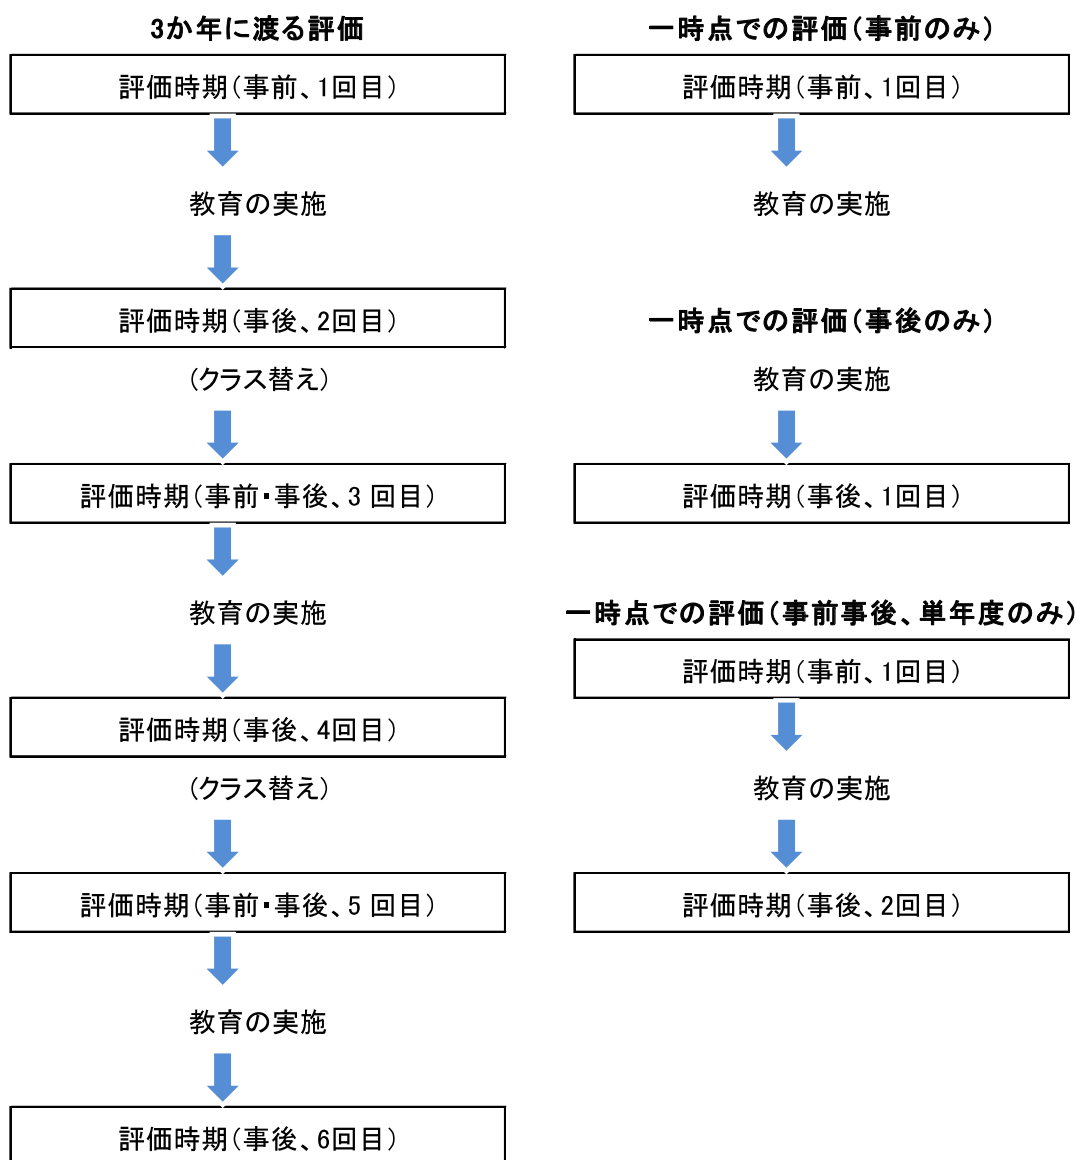 3か年に渡る評価
評価時期(事前、1回目)
教育の実施
評価時期(事後、2回目)
(クラス替え)
評価時期(事前・事後、3 回目)
教育の実施
評価時期(事後、4回目)
(クラス替え)
評価時期(事前・事後、5 回目)
教育の実施
評価時期(事後、6回目)
一時点での評価(事前のみ)
評価時期(事前、1回目)
教育の実施
一時点での評価(事後のみ)
教育の実施
評価時期(事後、1回目)
一時点での評価(事前事後、単年度のみ)
評価時期(事前、1回目)
教育の実施
評価時期(事後、2回目)